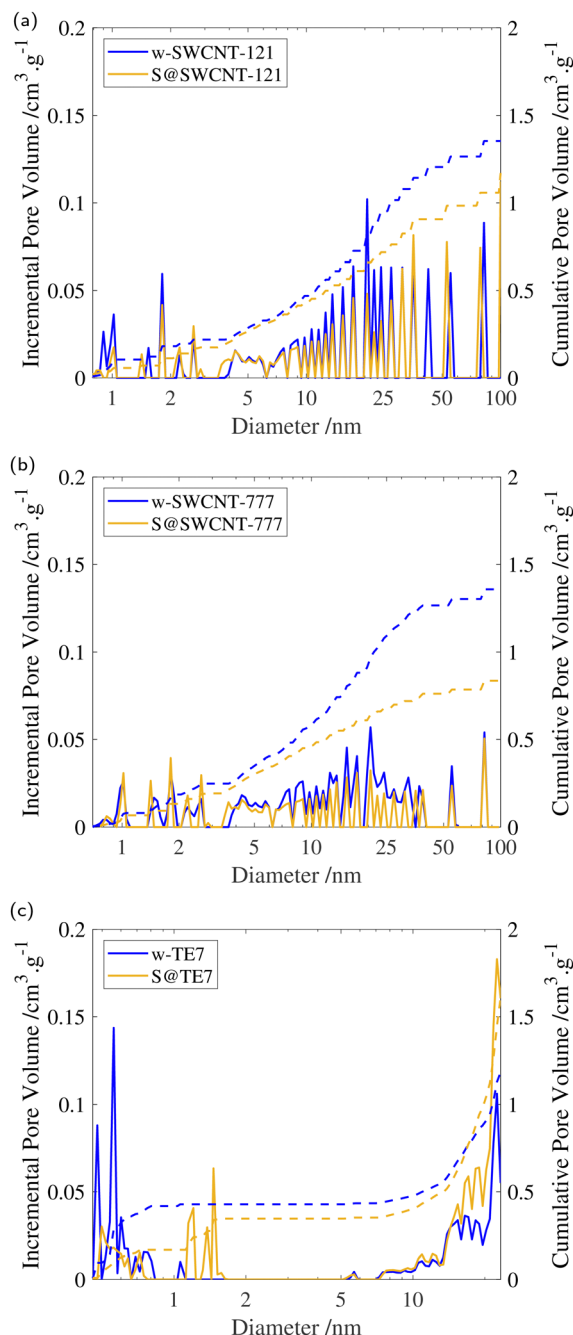 (a)
w-SWCNT-121
S@SWCNT-121
Incremental Pore Volume /cm³.g⁻¹
0.2
0.15
0.1
0.05
0
2
1.5
1
0.5
0
Cumulative Pore Volume /cm³.g⁻¹
1 2 5 10 25 50 100
Diameter /nm
(b)
w-SWCNT-777
S@SWCNT-777
Incremental Pore Volume /cm³.g⁻¹
0.2
0.15
0.1
0.05
0
2
1.5
1
0.5
0
Cumulative Pore Volume /cm³.g⁻¹
1 2 5 10 25 50 100
Diameter /nm
(c)
w-TE7
S@TE7
Incremental Pore Volume /cm³.g⁻¹
0.2
0.15
0.1
0.05
0
2
1.5
1
0.5
0
Cumulative Pore Volume /cm³.g⁻¹
1 2 5 10
Diameter /nm